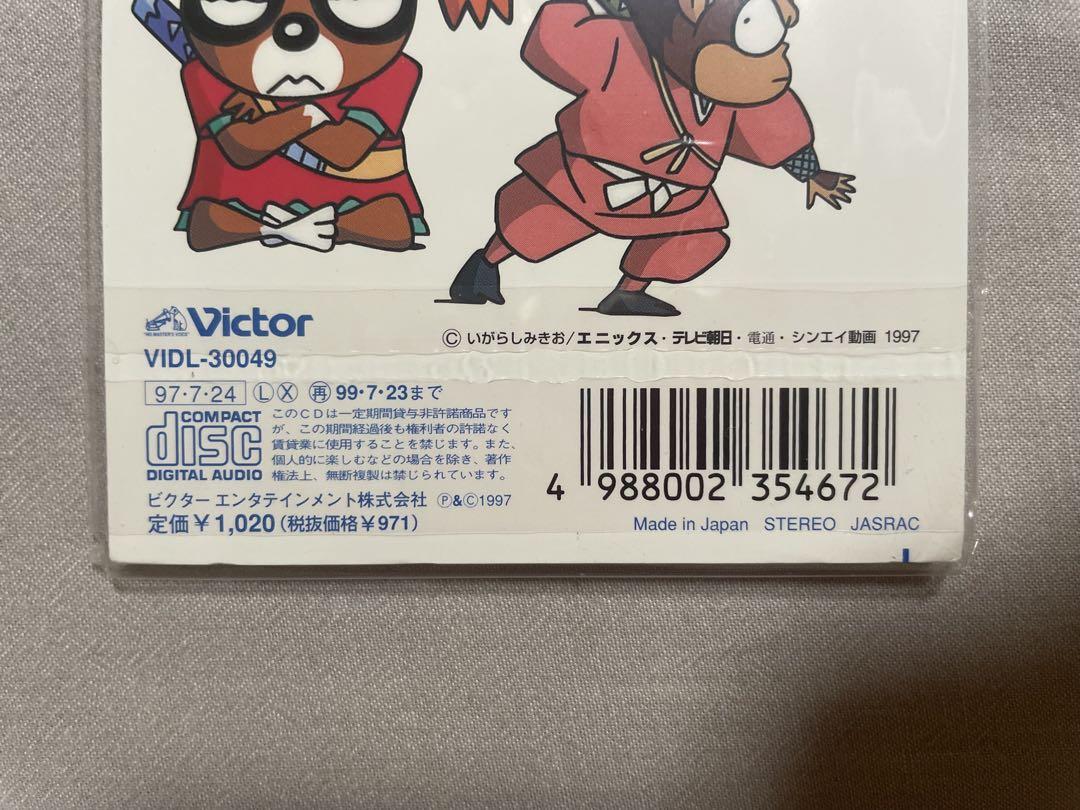 "HIS MASTER'S VOICE"
Victor
VIDL-30049
Ⓒ いがらしみきお/エニックス・テレビ朝日・電通・シンエイ動画 1997
97・7・24 Ⓛ Ⓧ ㊢ 99・7・23まで
COMPACT
disc
DIGITAL AUDIO
このCDは一定期間貸与非許諾商品です
が、この期間経過後も権利者の許諾なく
賃貸業に使用することを禁じます。また、
個人的に楽しむなどの場合を除き、著作
権法上、無断複製は禁じられています。
ビクター エンタテインメント株式会社 Ⓟ&Ⓒ1997
定価￥1,020(税抜価格￥971)
4 988002 354672
Made in Japan STEREO JASRAC